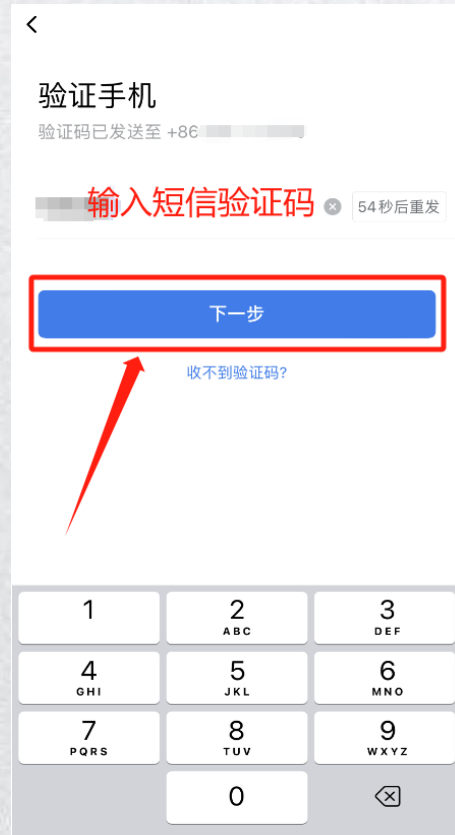 验证手机
验证码已发送至 +86
输入短信验证码
54秒后重发
下一步
收不到验证码?
1
2
ABC
3
DEF
4
GHI
5
JKL
6
MNO
7
PQRS
8
TUV
9
WXYZ
0